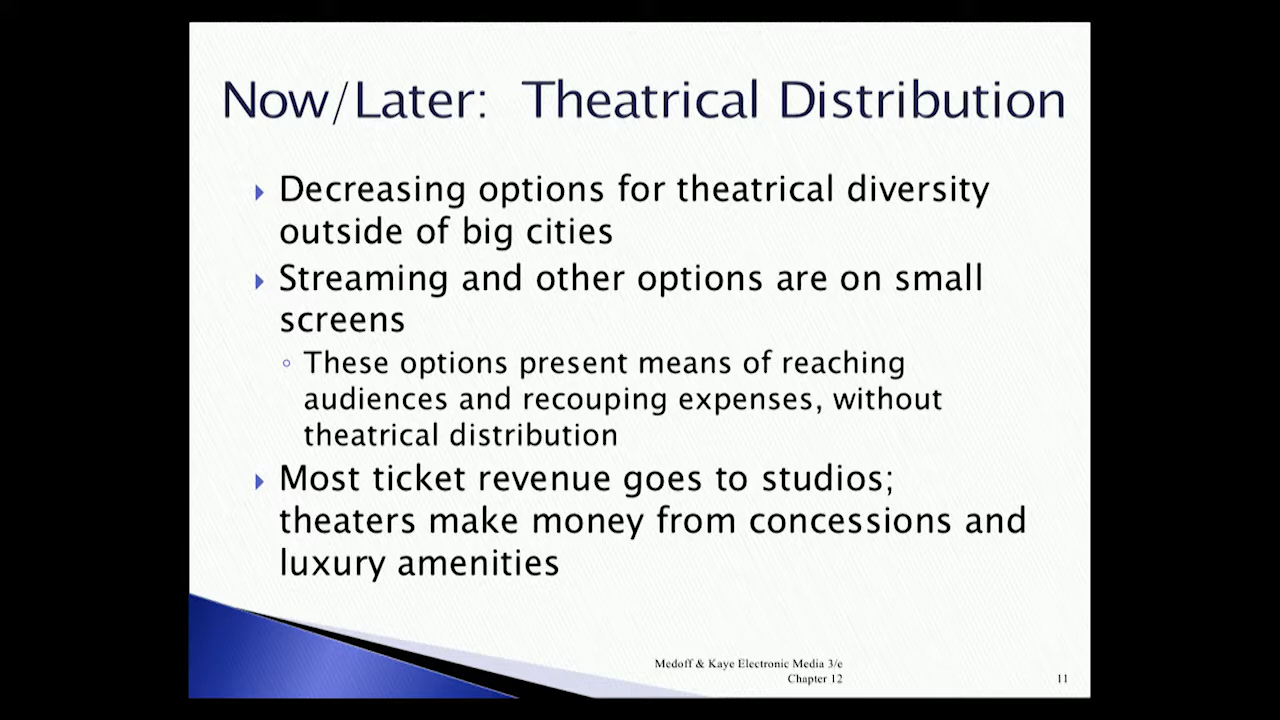 Now/Later: Theatrical Distribution
Decreasing options for theatrical diversity
outside of big cities
Streaming and other options are on small
screens
These options present means of reaching
audiences and recouping expenses, without
theatrical distribution
Most ticket revenue goes to studios;
theaters make money from concessions and
luxury amenities
Medoff & Kaye Electronic Media 3/e
Chapter 12
11